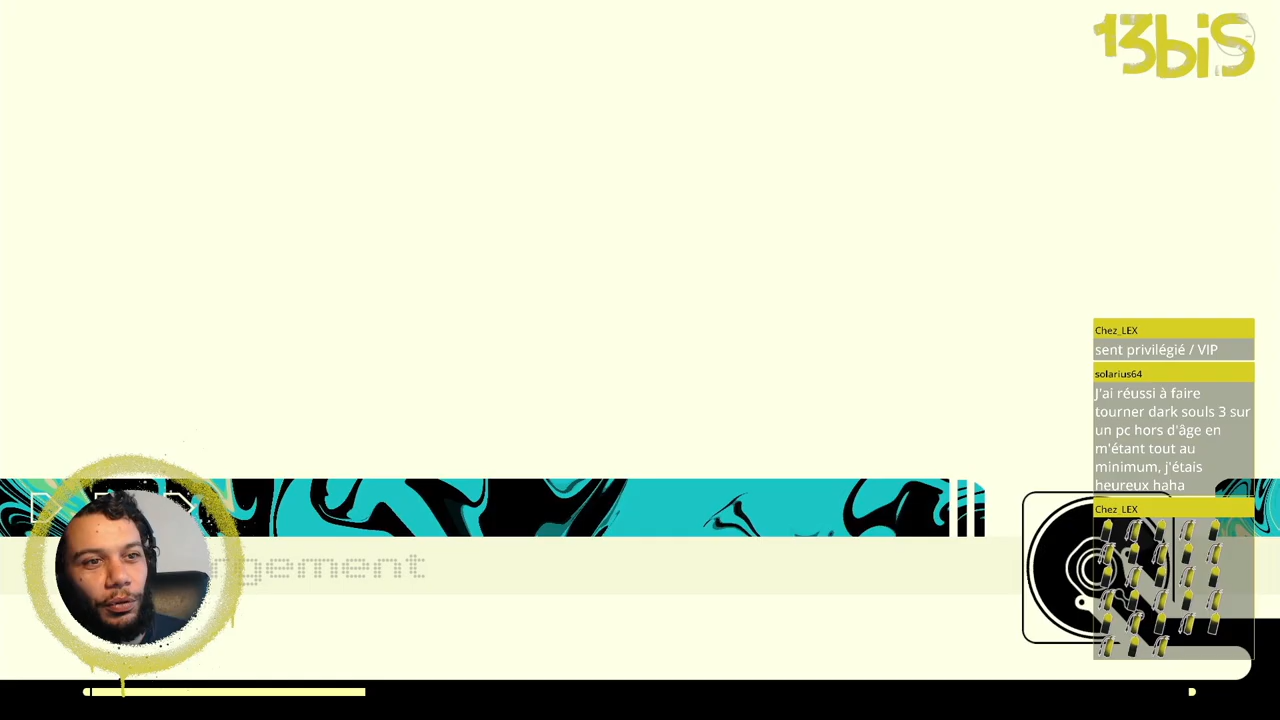 13biS
Chez_LEX
sent privilégié / VIP
solarius64
J'ai réussi à faire
tourner dark souls 3 sur
un pc hors d'âge en
m'étant tout au
minimum, j'étais
heureux haha
Chez_LEX
gement